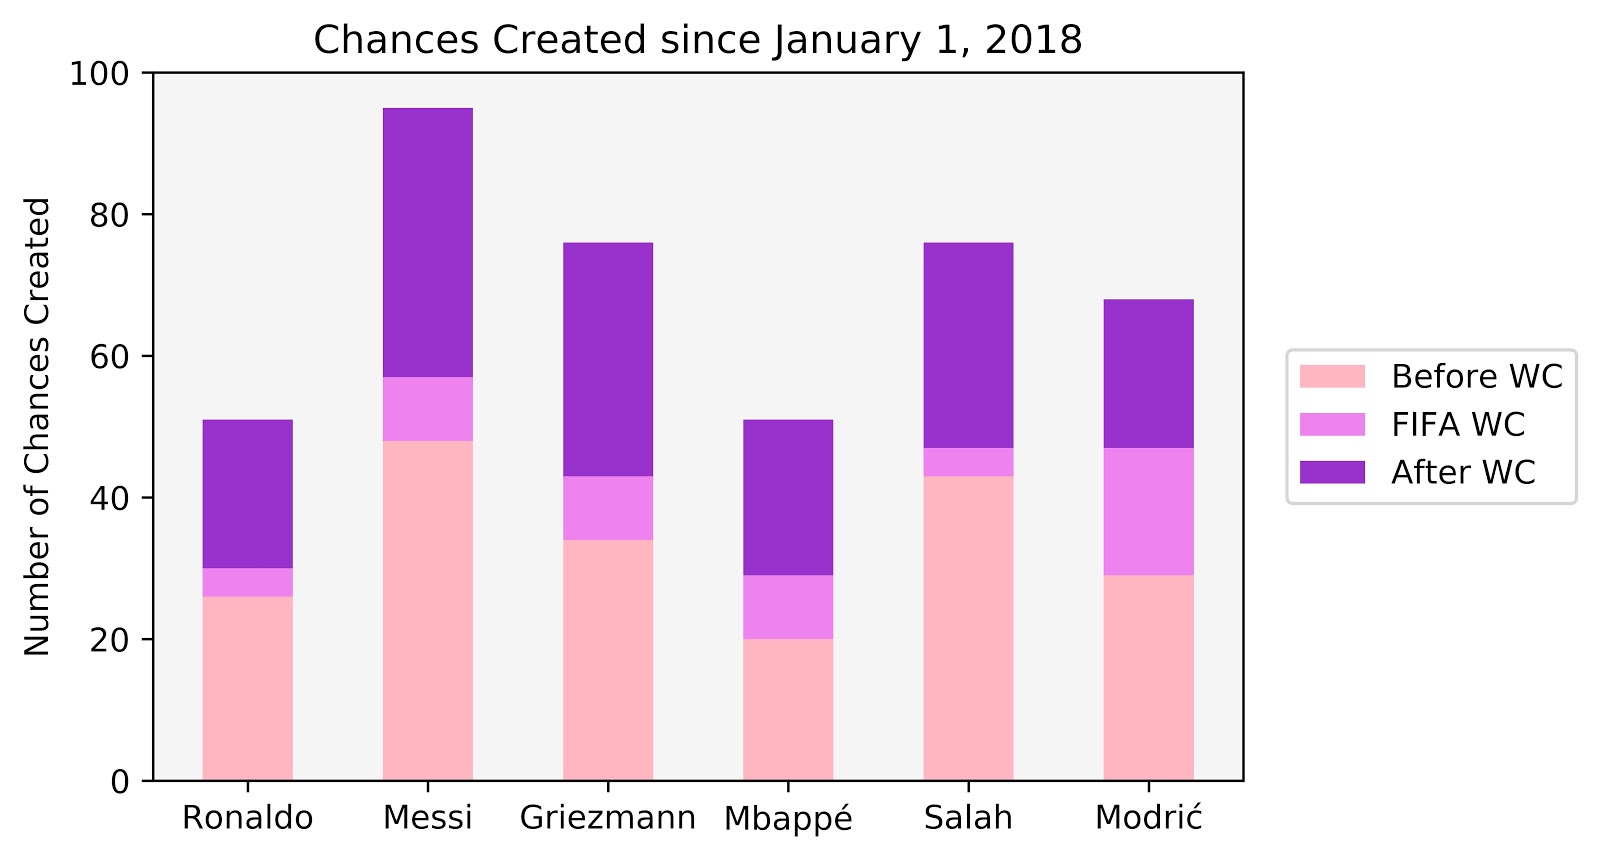 Chances Created since January 1, 2018
Number of Chances Created
100
80
60
40
20
0
Ronaldo Messi Griezmann Mbappé Salah Modrić
Before WC
FIFA WC
After WC